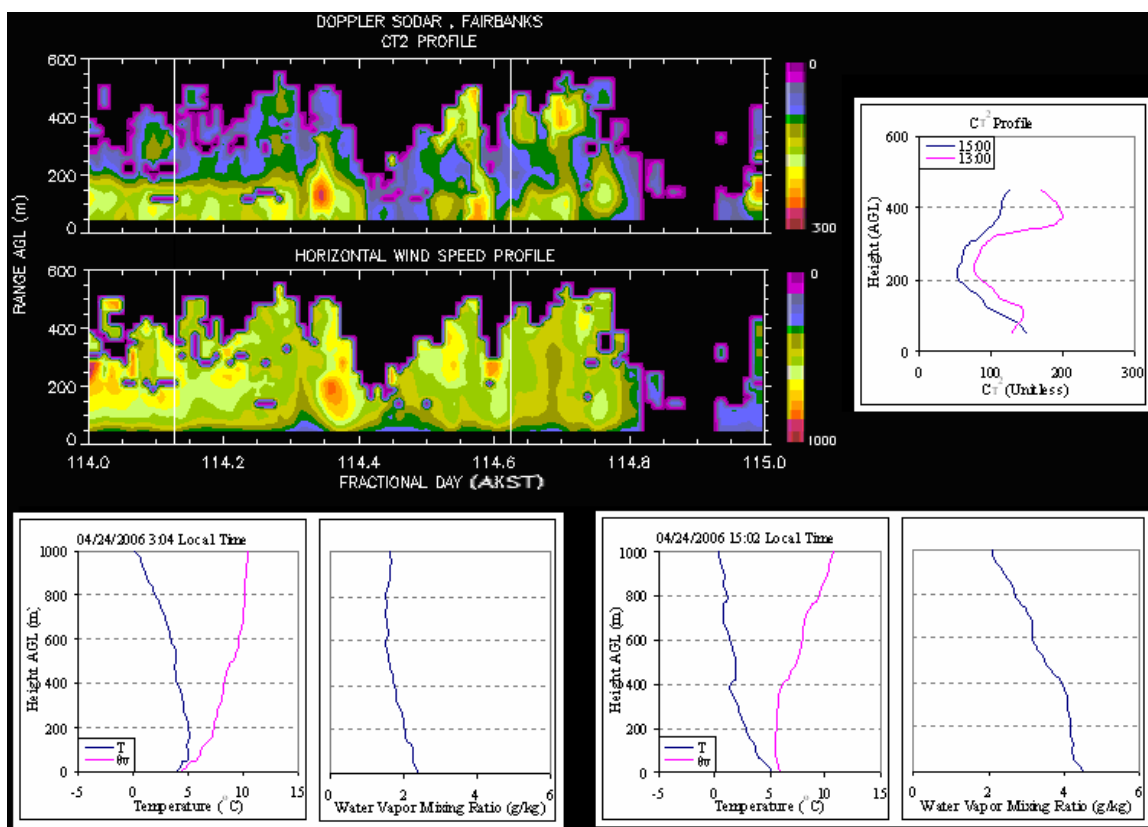 DOPPLER SODAR , FAIRBANKS
CT2 PROFILE
600
400
200
0
0
300
RANGE AGL (m)
HORIZONTAL WIND SPEED PROFILE
600
400
200
0
0
1000
114.0 114.2 114.4 114.6 114.8 115.0
FRACTIONAL DAY (AKST)
CT² Profile
15:00
13:00
600
400
200
0
Height (AGL)
0 100 200 300
CT² (Unitless)
04/24/2006 3:04 Local Time
1000
800
600
400
200
0
Height AGL (m)
T
θv
-5 0 5 10 15
Temperature (°C)
0 2 4 6
Water Vapor Mixing Ratio (g/kg)
04/24/2006 15:02 Local Time
1000
800
600
400
200
0
Height AGL (m)
T
θv
-5 0 5 10 15
Temperature (°C)
0 2 4 6
Water Vapor Mixing Ratio (g/kg)